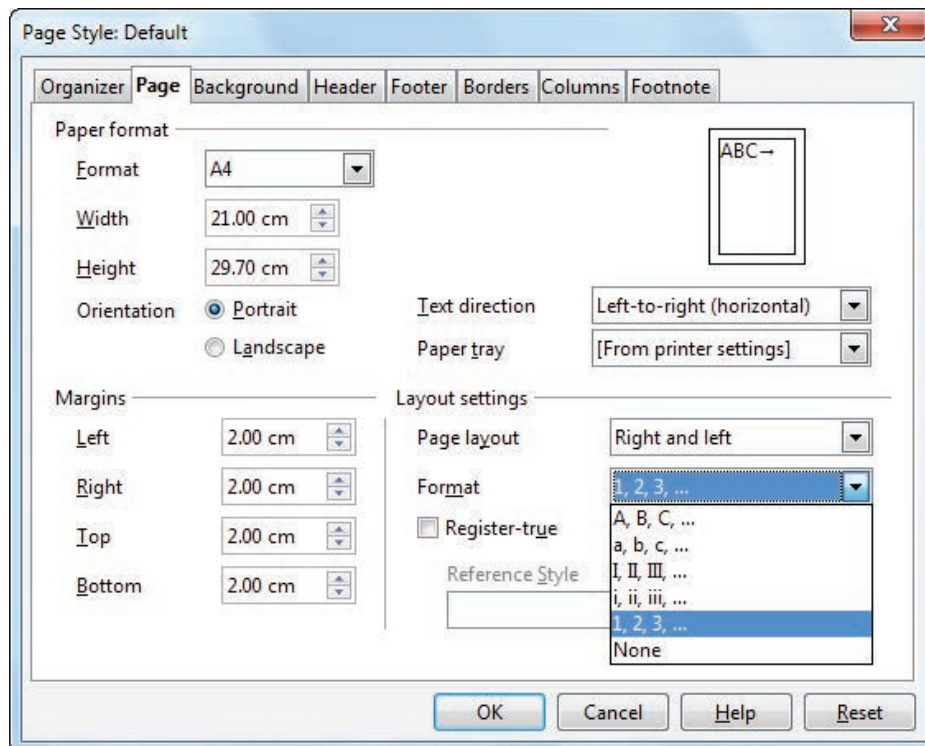 Page Style: Default
Organizer Page Background Header Footer Borders Columns Footnote
Paper format
ABC→
Format A4
Width 21.00 cm
Height 29.70 cm
Orientation Portrait
Landscape
Text direction Left-to-right (horizontal)
Paper tray [From printer settings]
Margins
Left 2.00 cm
Right 2.00 cm
Top 2.00 cm
Bottom 2.00 cm
Layout settings
Page layout Right and left
Format 1, 2, 3, ...
A, B, C, ...
a, b, c, ...
I, II, III, ...
i, ii, iii, ...
1, 2, 3, ...
None
Register-true
Reference Style
OK Cancel Help Reset